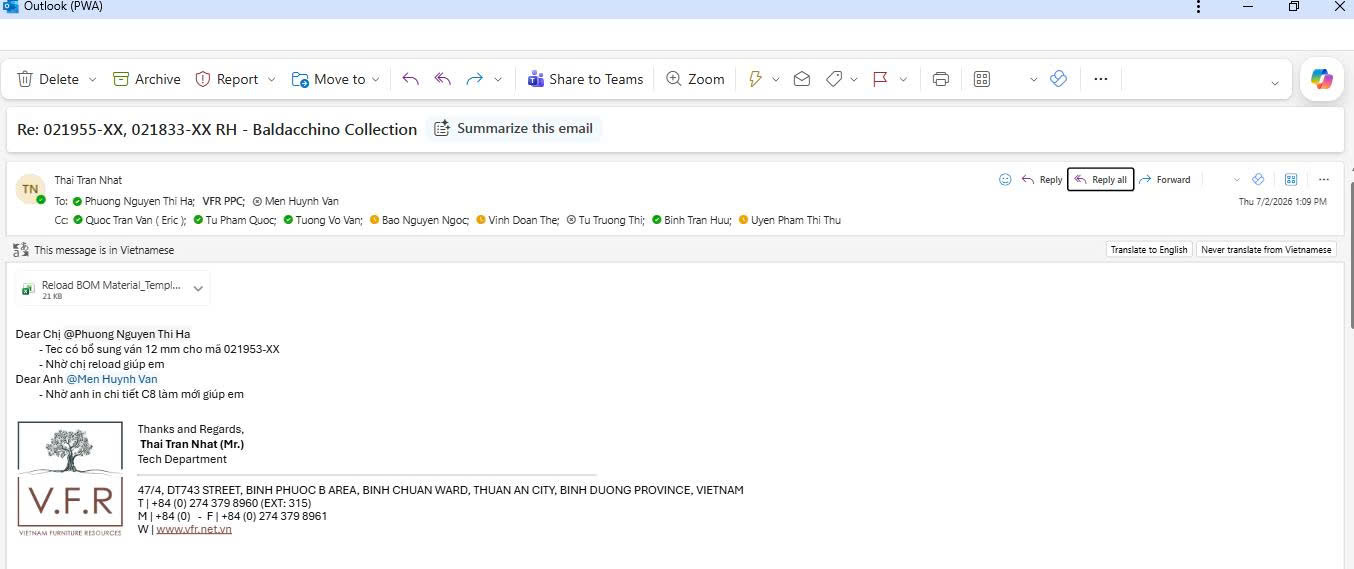 Outlook (PWA)
Delete Archive Report Move to Share to Teams Zoom
Re: 021955-XX, 021833-XX RH - Baldacchino Collection Summarize this email
TN
Thai Tran Nhat
Reply Reply all Forward
To: Phuong Nguyen Thi Ha; VFR PPC; Men Huynh Van
Thu 7/2/2026 1:09 PM
Cc: Quoc Tran Van ( Eric ); Tu Pham Quoc; Tuong Vo Van; Bao Nguyen Ngoc; Vinh Doan The; Tu Truong Thi; Binh Tran Huu; Uyen Pham Thi Thu
This message is in Vietnamese
Translate to English Never translate from Vietnamese
Reload BOM Material_Templ...
21 KB
Dear Chị @Phuong Nguyen Thi Ha
- Tec có bổ sung ván 12 mm cho mã 021953-XX
- Nhờ chị reload giúp em
Dear Anh @Men Huynh Van
- Nhờ anh in chi tiết C8 làm mới giúp em
V.F.R
VIETNAM FURNITURE RESOURCES
Thanks and Regards,
Thai Tran Nhat (Mr.)
Tech Department
47/4, DT743 STREET, BINH PHUOC B AREA, BINH CHUAN WARD, THUAN AN CITY, BINH DUONG PROVINCE, VIETNAM
T | +84 (0) 274 379 8960 (EXT: 315)
M | +84 (0) - F | +84 (0) 274 379 8961
W | www.vfr.net.vn